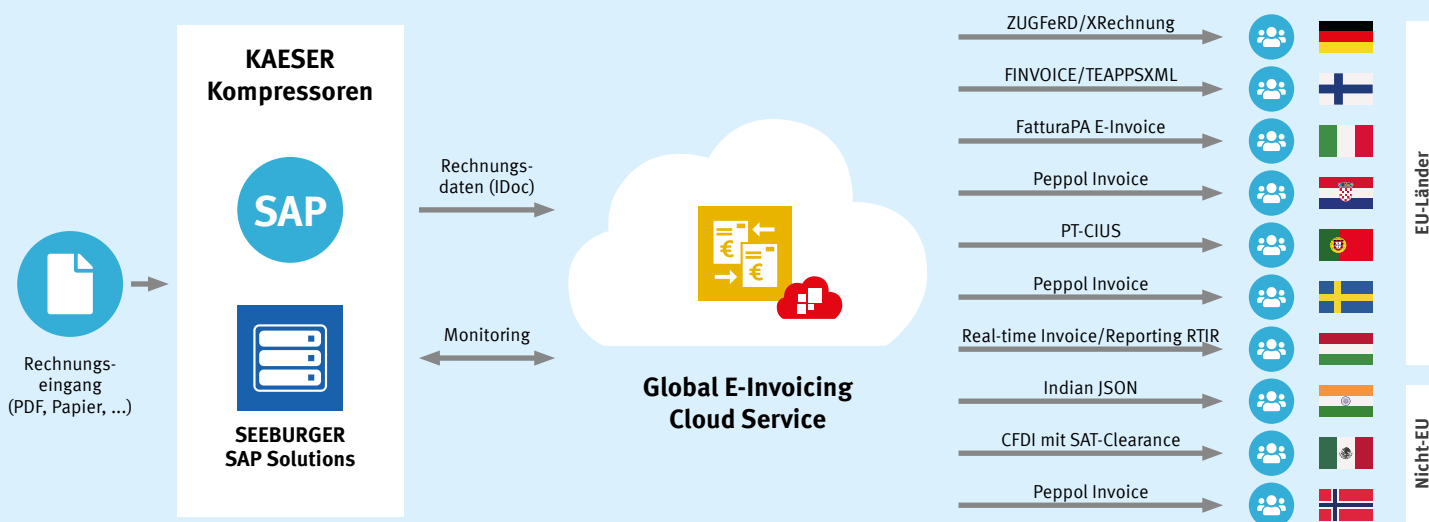 Rechnungs-
eingang
(PDF, Papier, ...)
KAESER
Kompressoren
SAP
SEEBURGER
SAP Solutions
Rechnungs-
daten (IDoc)
Monitoring
€
€
Global E-Invoicing
Cloud Service
ZUGFeRD/XRechnung
FINVOICE/TEAPPSXML
FatturaPA E-Invoice
Peppol Invoice
PT-CIUS
Peppol Invoice
Real-time Invoice/Reporting RTIR
Indian JSON
CFDI mit SAT-Clearance
Peppol Invoice
EU-Länder
Nicht-EU